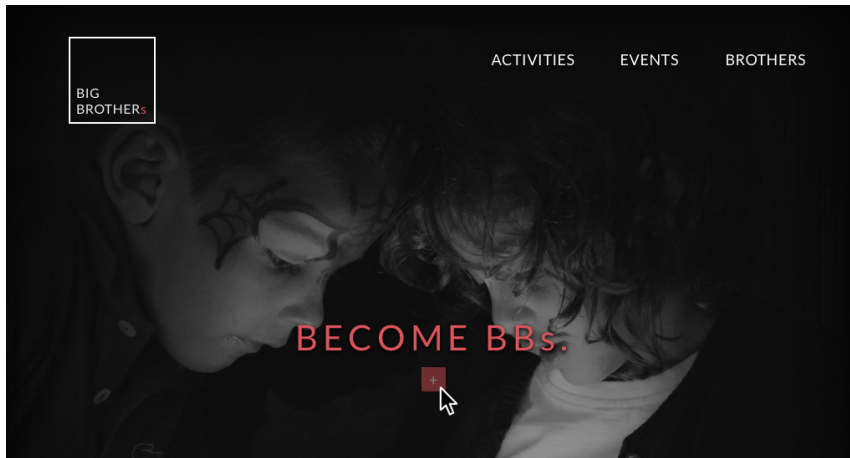 BIG
BROTHERs
ACTIVITIES EVENTS BROTHERS
BECOME BBs.
+